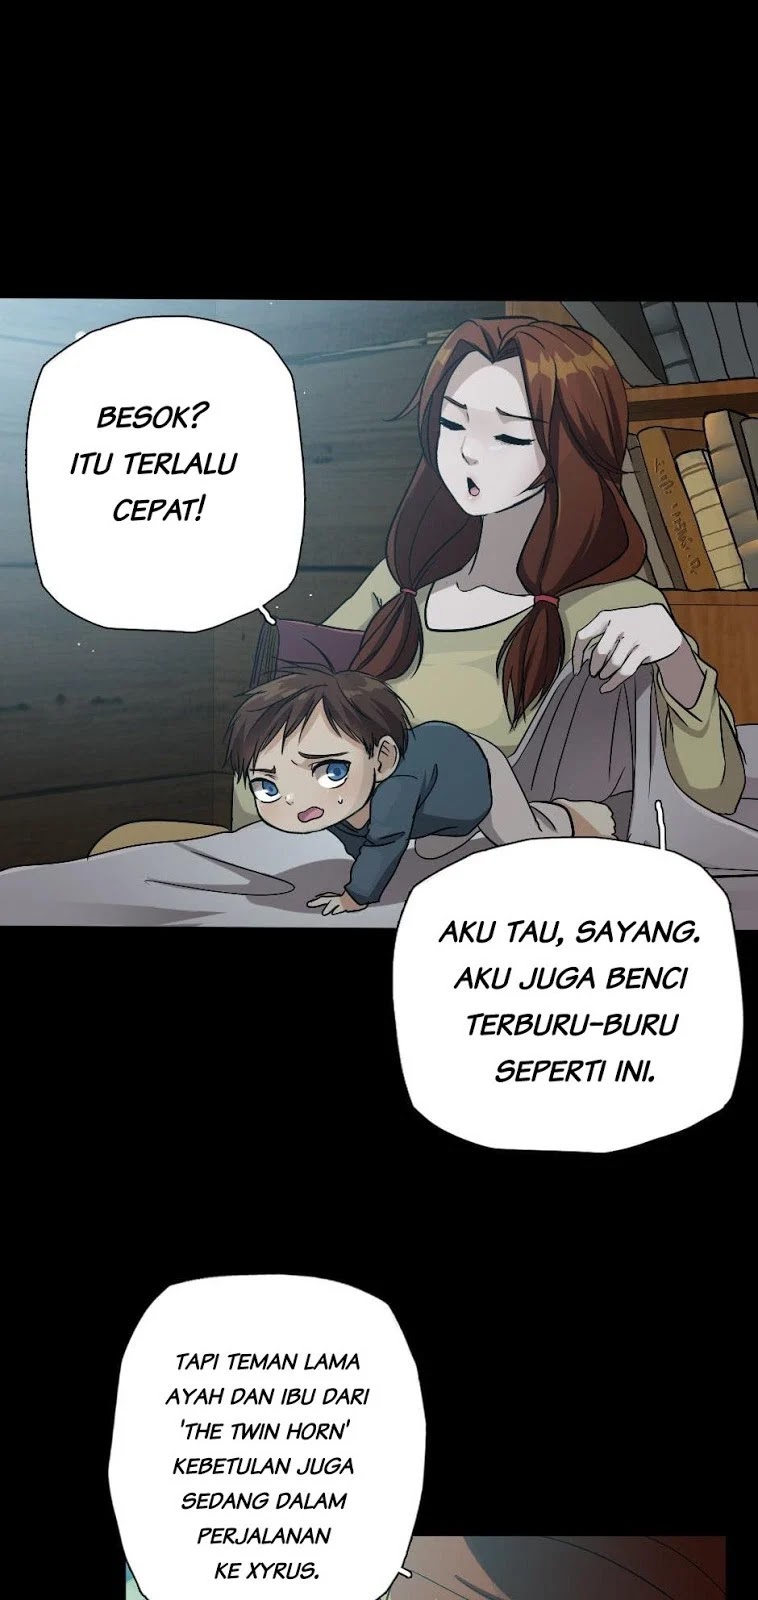 BESOK?
ITU TERLALU
CEPAT!
AKU TAU, SAYANG.
AKU JUGA BENCI
TERBURU-BURU
SEPERTI INI.
TAPI TEMAN LAMA
AYAH DAN IBU DARI
'THE TWIN HORN'
KEBETULAN JUGA
SEDANG DALAM
PERJALANAN
KE XYRUS.